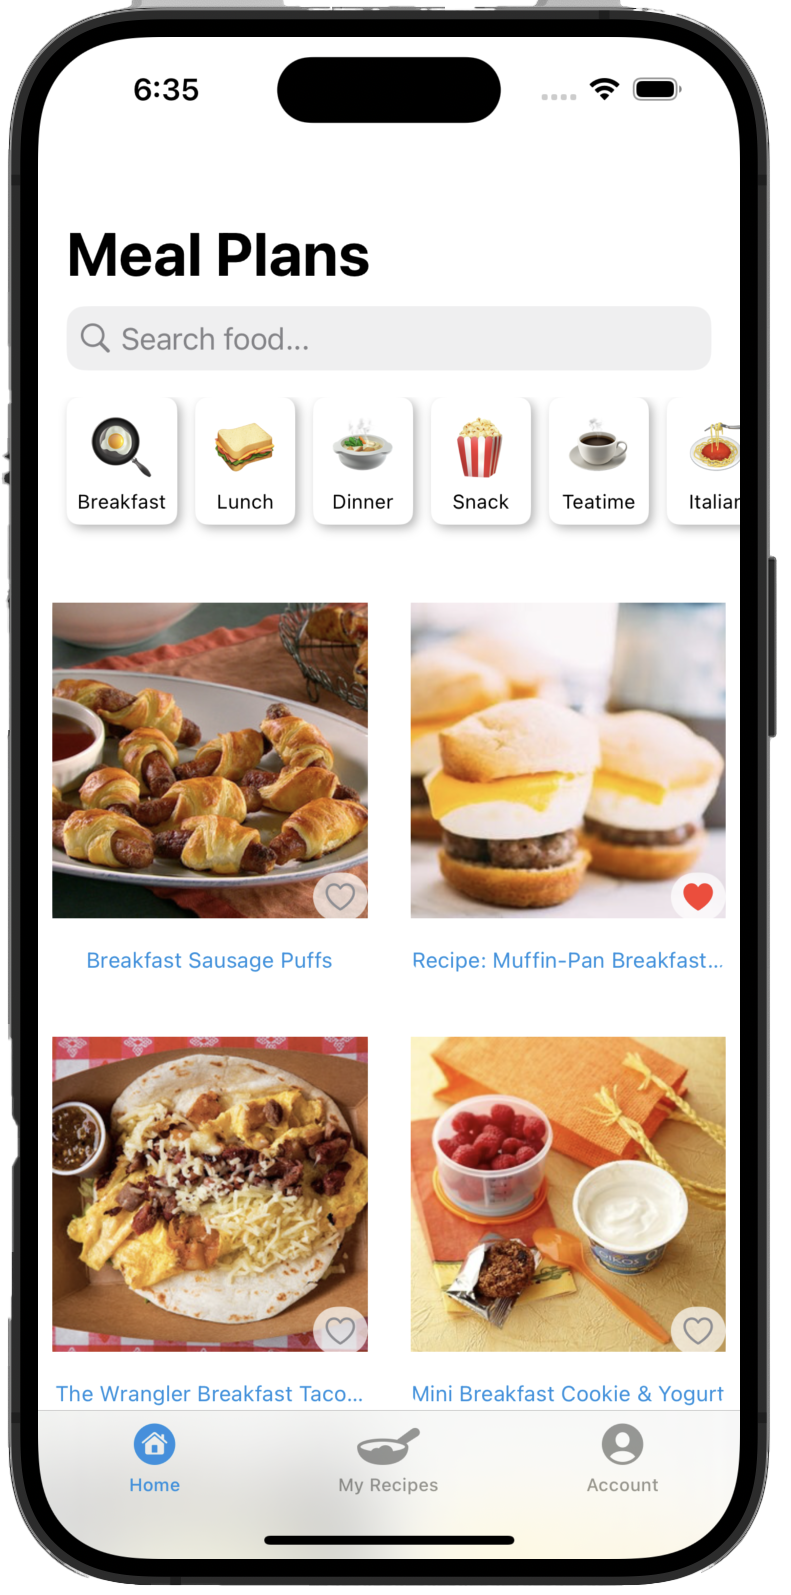 6:35
Meal Plans
Search food...
Breakfast
Lunch
Dinner
Snack
Teatime
Italian
Breakfast Sausage Puffs
Recipe: Muffin-Pan Breakfast...
OIKOS
The Wrangler Breakfast Taco...
Mini Breakfast Cookie & Yogurt
Home
My Recipes
Account